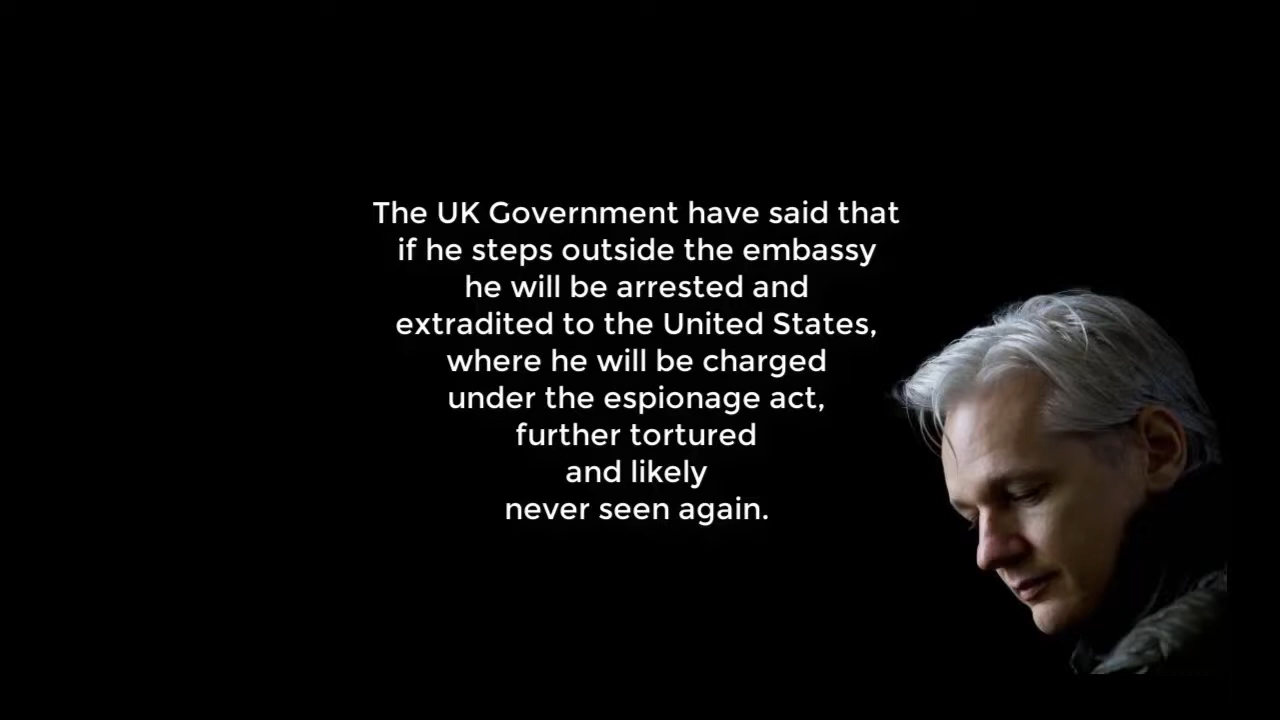 The UK Government have said that
if he steps outside the embassy
he will be arrested and
extradited to the United States,
where he will be charged
under the espionage act,
further tortured
and likely
never seen again.